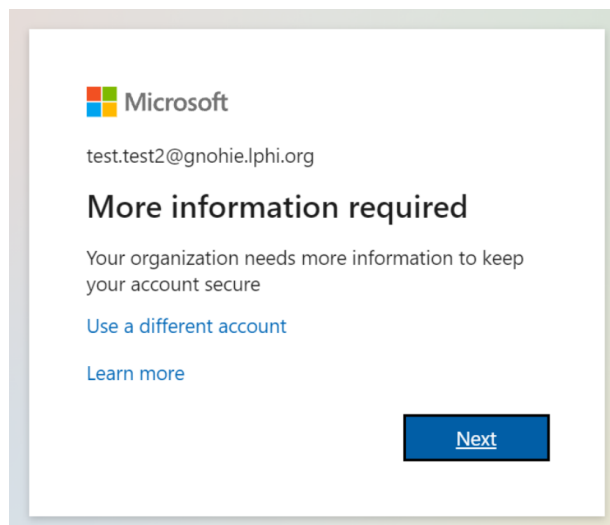 Microsoft
test.test2@gnohie.lphi.org
More information required
Your organization needs more information to keep
your account secure
Use a different account
Learn more
Next